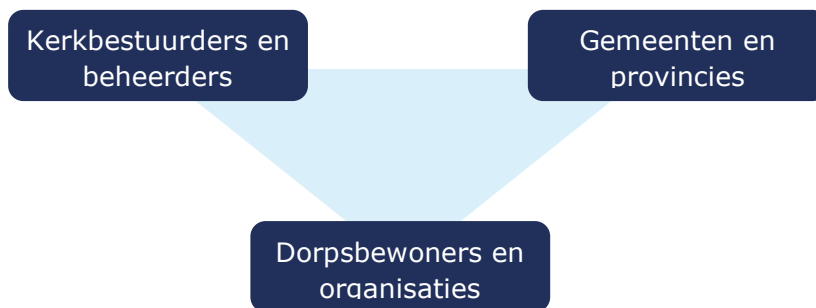 Kerkbestuurders en
beheerders
Gemeenten en
provincies
Dorpsbewoners en
organisaties